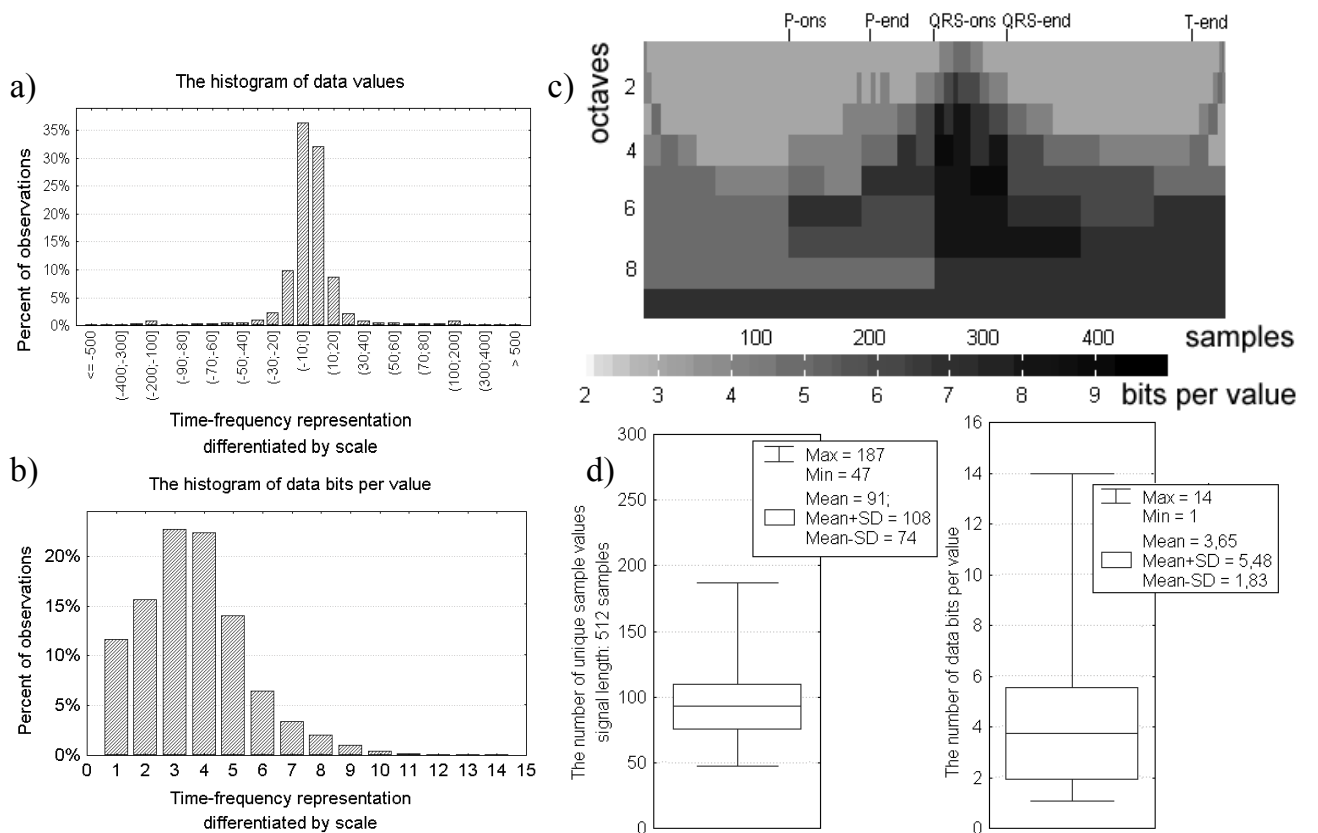 a)
The histogram of data values
Percent of observations
35%
30%
25%
20%
15%
10%
5%
0%
<= -500
(-400;-300]
(-200;-100]
(-90;-80]
(-70;-60]
(-50;-40]
(-30;-20]
(-10;0]
(10;20]
(30;40]
(50;60]
(70;80]
(100;200]
(300;400]
> 500
Time-frequency representation
differentiated by scale
b)
The histogram of data bits per value
Percent of observations
20%
15%
10%
5%
0%
0 1 2 3 4 5 6 7 8 9 10 11 12 13 14 15
Time-frequency representation
differentiated by scale
c)
P-ons P-end QRS-ons QRS-end T-end
octaves
2
4
6
8
100 200 300 400 samples
2 3 4 5 6 7 8 9 bits per value
d)
The number of unique sample values
signal length: 512 samples
300
250
200
150
100
50
0
Max = 187
Min = 47
Mean = 91;
Mean+SD = 108
Mean-SD = 74
The number of data bits per value
16
14
12
10
8
6
4
2
0
Max = 14
Min = 1
Mean = 3,65
Mean+SD = 5,48
Mean-SD = 1,83